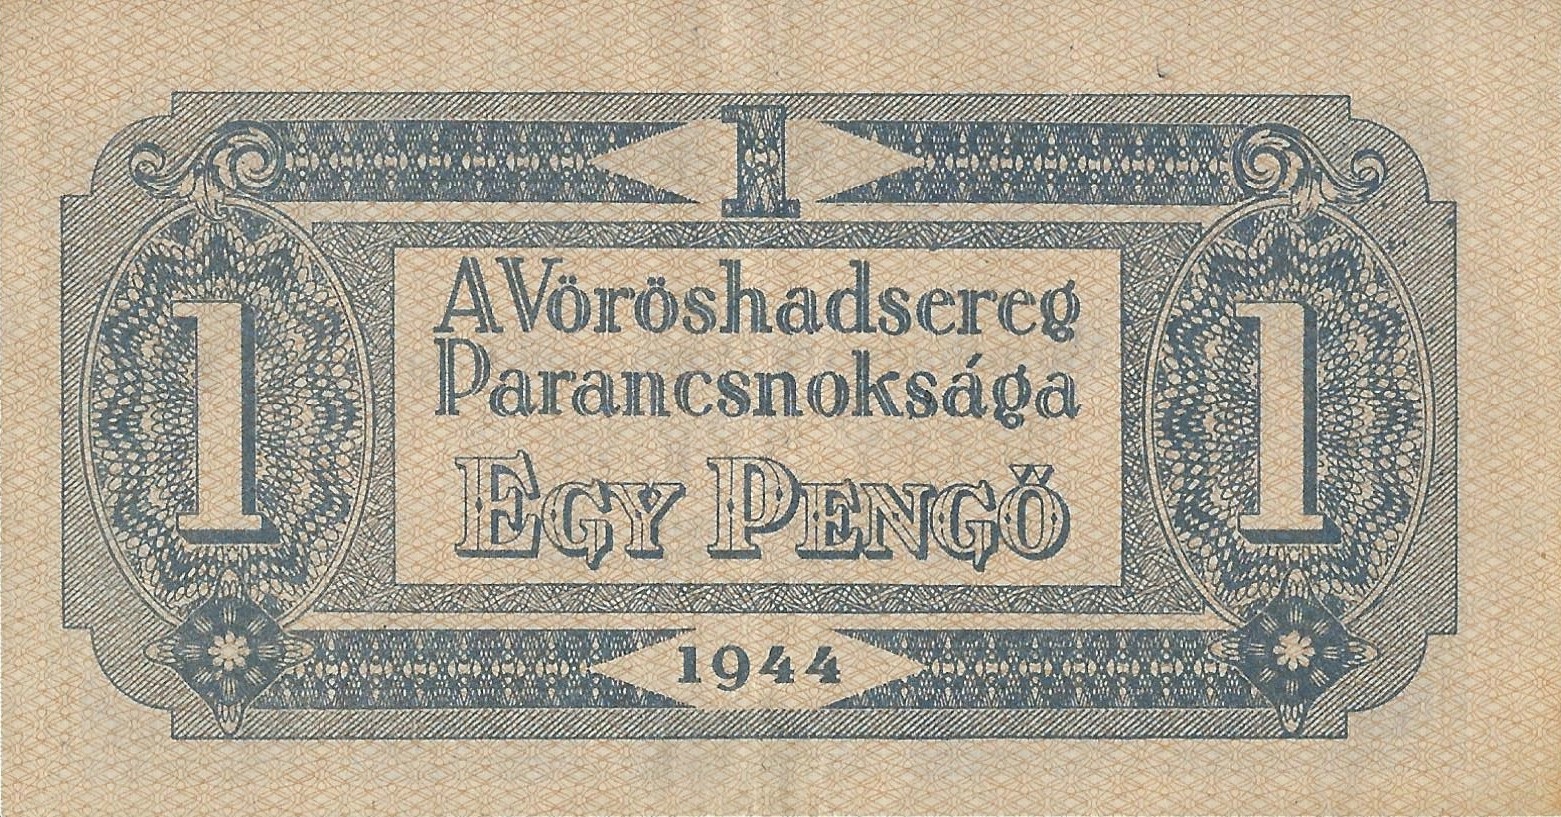 1
A Vöröshadsereg
Parancsnoksága
1
1
EGY PENGŐ
1944